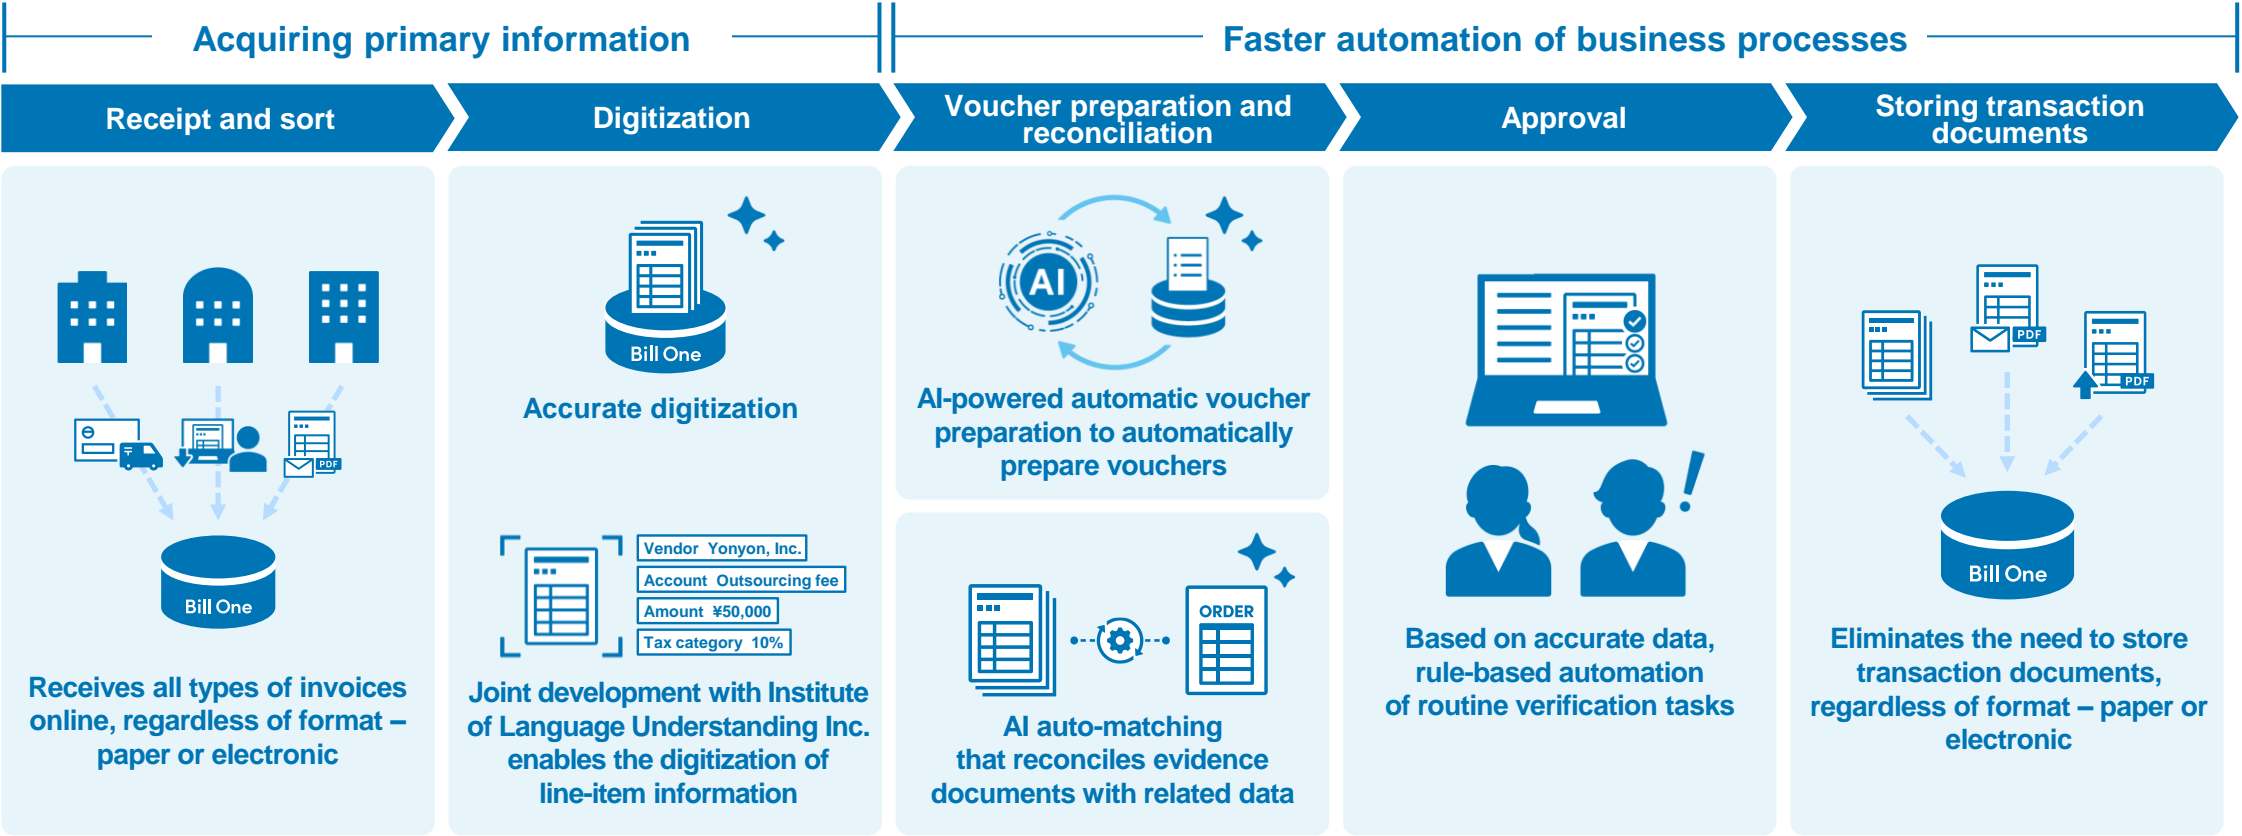 Acquiring primary information
Faster automation of business processes
Receipt and sort
Digitization
Voucher preparation and
reconciliation
Approval
Storing transaction
documents
PDF
Bill One
Receives all types of invoices
online, regardless of format –
paper or electronic
Bill One
Accurate digitization
Vendor Yonyon, Inc.
Account Outsourcing fee
Amount ¥50,000
Tax category 10%
Joint development with Institute
of Language Understanding Inc.
enables the digitization of
line-item information
AI
AI-powered automatic voucher
preparation to automatically
prepare vouchers
ORDER
AI auto-matching
that reconciles evidence
documents with related data
Based on accurate data,
rule-based automation
of routine verification tasks
PDF
PDF
Bill One
Eliminates the need to store
transaction documents,
regardless of format – paper or
electronic